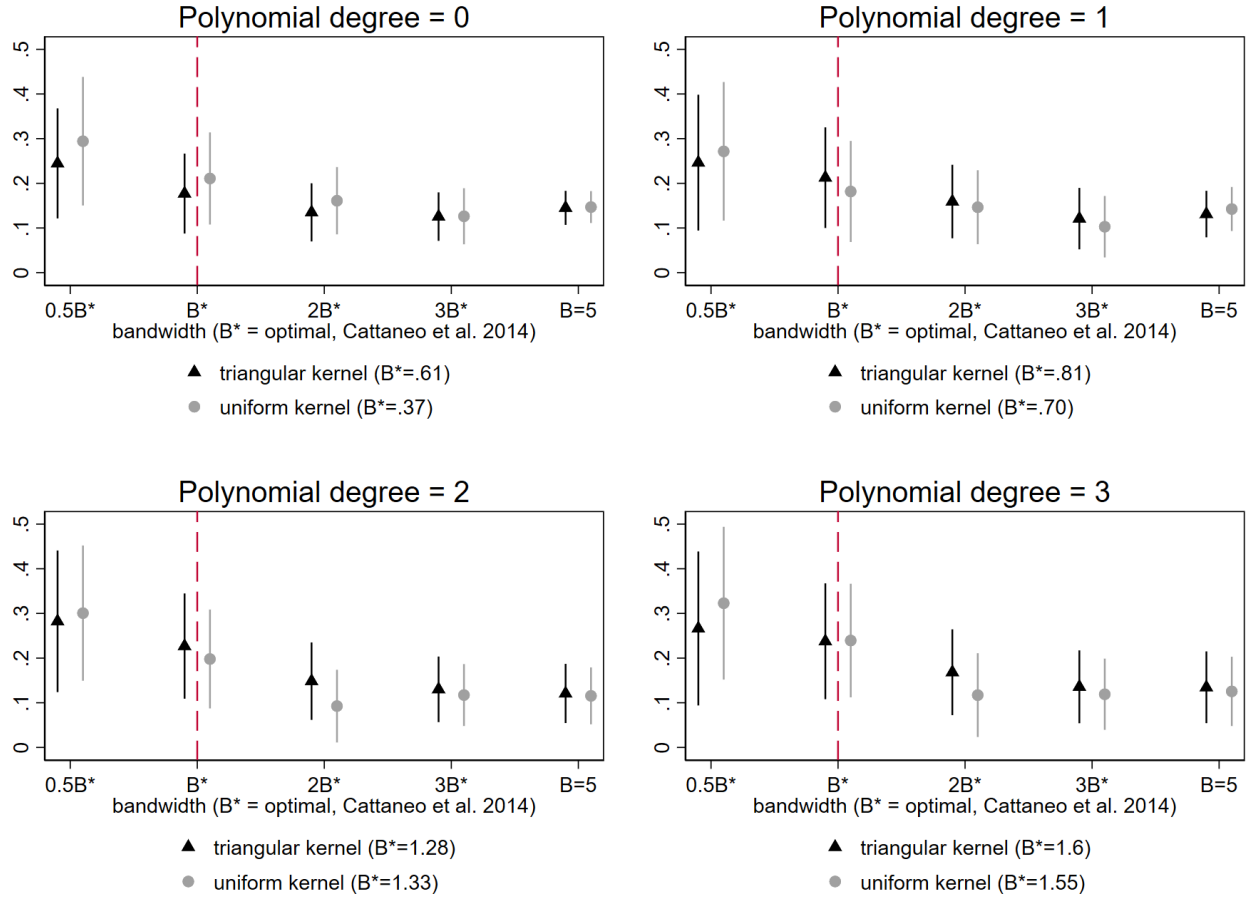 Polynomial degree = 0
.5
.4
.3
.2
.1
0
0.5B* B* 2B* 3B* B=5
bandwidth (B* = optimal, Cattaneo et al. 2014)
triangular kernel (B*=.61)
uniform kernel (B*=.37)
Polynomial degree = 1
.5
.4
.3
.2
.1
0
0.5B* B* 2B* 3B* B=5
bandwidth (B* = optimal, Cattaneo et al. 2014)
triangular kernel (B*=.81)
uniform kernel (B*=.70)
Polynomial degree = 2
.5
.4
.3
.2
.1
0
0.5B* B* 2B* 3B* B=5
bandwidth (B* = optimal, Cattaneo et al. 2014)
triangular kernel (B*=1.28)
uniform kernel (B*=1.33)
Polynomial degree = 3
.5
.4
.3
.2
.1
0
0.5B* B* 2B* 3B* B=5
bandwidth (B* = optimal, Cattaneo et al. 2014)
triangular kernel (B*=1.6)
uniform kernel (B*=1.55)